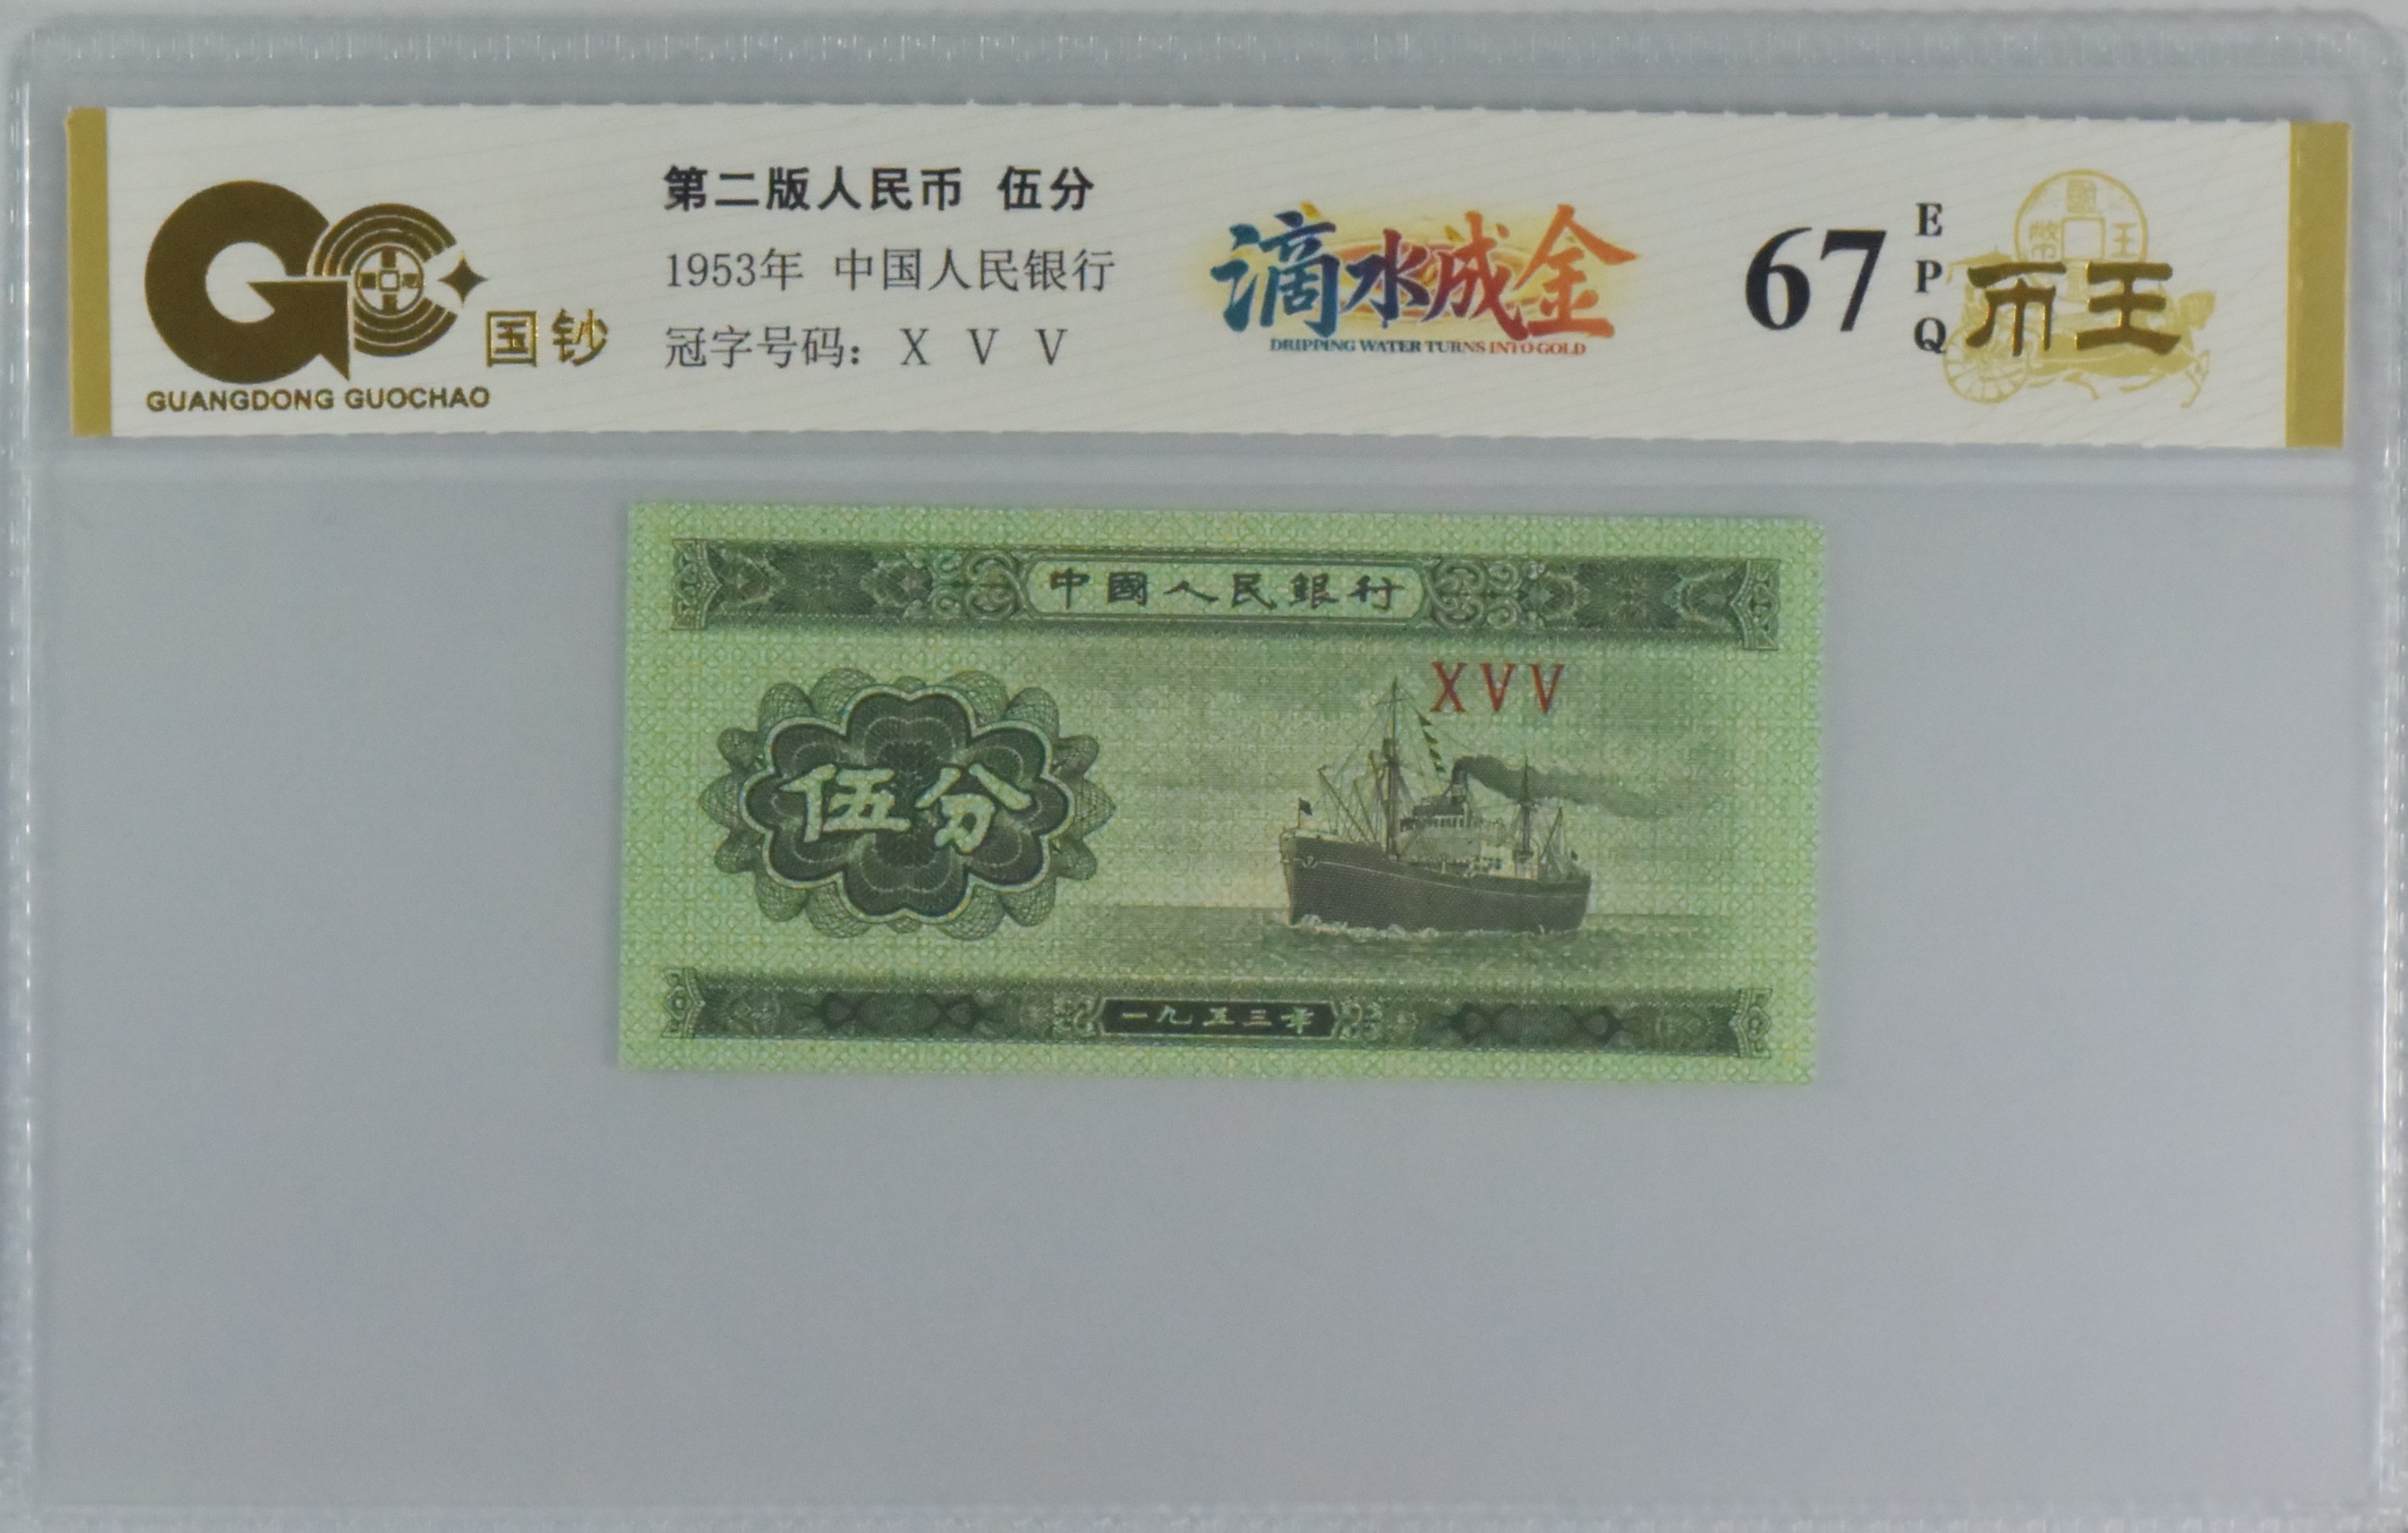 第二版人民币 伍分
1953年 中国人民银行
冠字号码: X V V
国钞
GUANGDONG GUOCHAO
滴水成金
DRIPPING WATER TURNS INTO GOLD
67
E
P
Q
币王
中國人民銀行
XVV
伍分
一九五三年